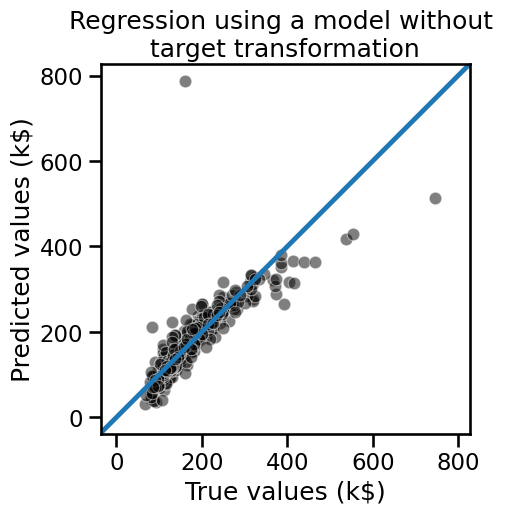 Regression using a model without
target transformation
800
600
400
200
0
Predicted values (k$)
0 200 400 600 800
True values (k$)